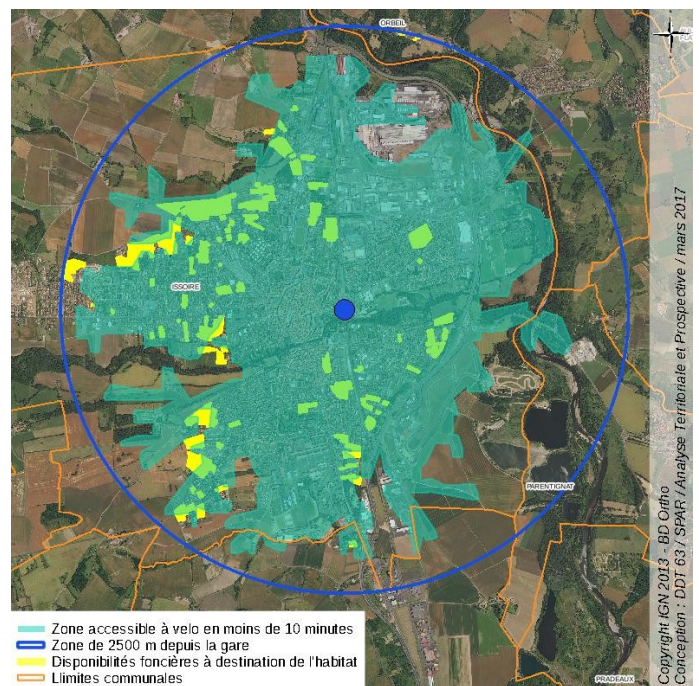 ORBEIL
ISSOIRE
PARENTIGNAT
PRADEAUX
Copyright IGN 2013 - BD Ortho
Conception : DDT 63 / SPAR / Analyse Territoriale et Prospective / mars 2017
Zone accessible à velo en moins de 10 minutes
Zone de 2500 m depuis la gare
Disponibilités foncières à destination de l'habitat
Llimites communales